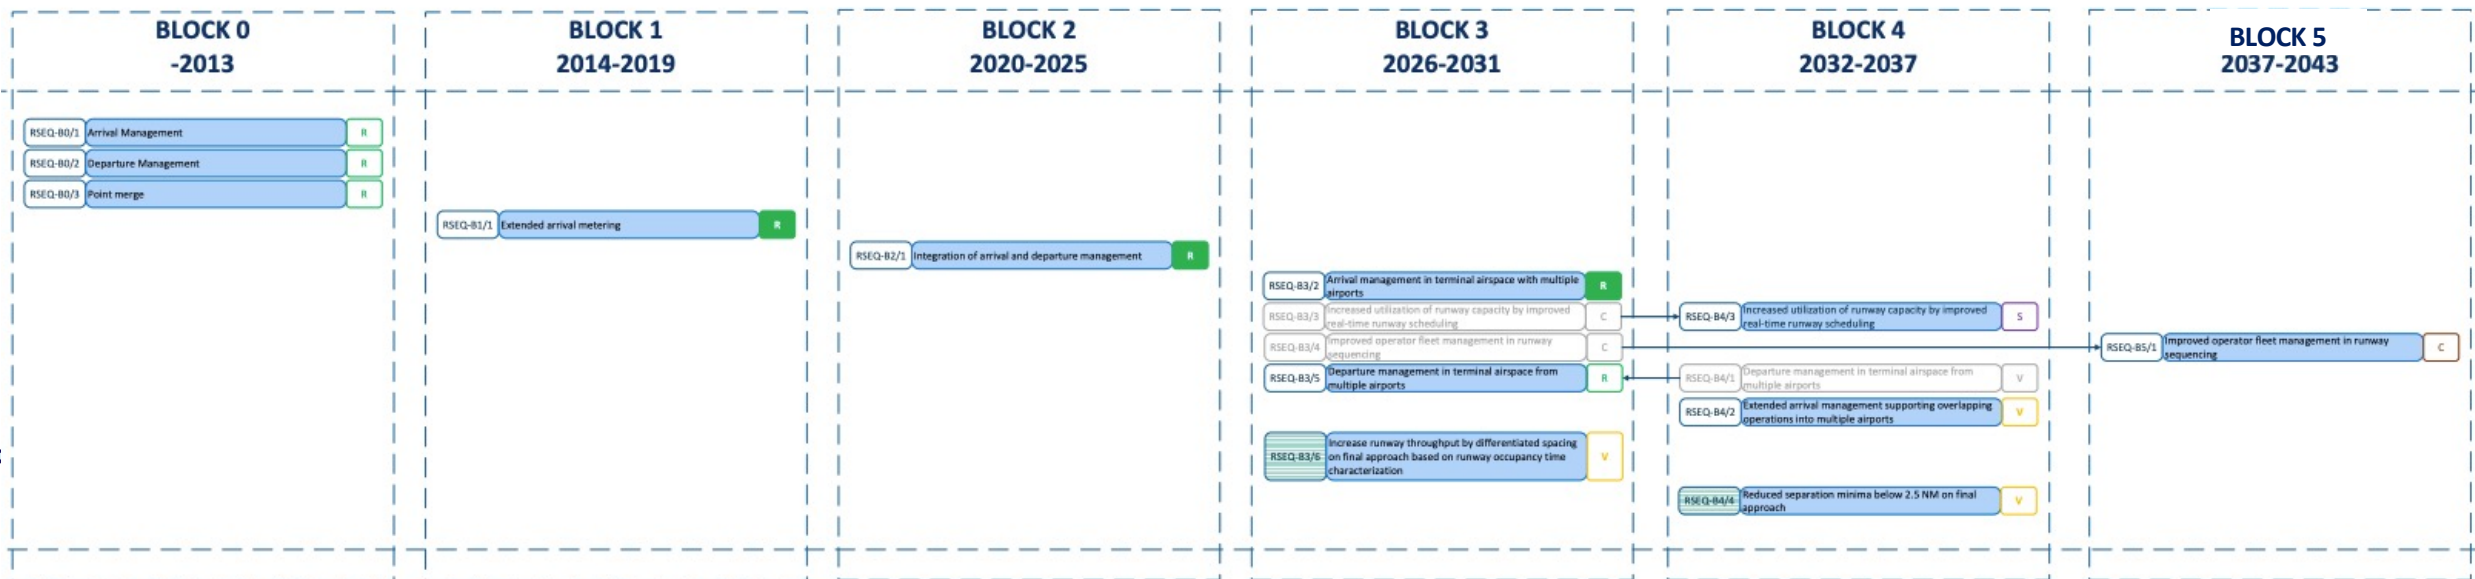 BLOCK 0
-2013
BLOCK 1
2014-2019
BLOCK 2
2020-2025
BLOCK 3
2026-2031
BLOCK 4
2032-2037
BLOCK 5
2037-2043
RSEQ-B0/1 Arrival Management R
RSEQ-B0/2 Departure Management R
RSEQ-B0/3 Point merge R
RSEQ-B1/1 Extended arrival metering R
RSEQ-B2/1 Integration of arrival and departure management R
RSEQ-B3/2 Arrival management in terminal airspace with multiple
airports R
RSEQ-B3/3 Increased utilization of runway capacity by improved
real-time runway scheduling C
RSEQ-B3/4 Improved operator fleet management in runway
sequencing C
RSEQ-B3/5 Departure management in terminal airspace from
multiple airports R
RSEQ-B3/6 Increase runway throughput by differentiated spacing
on final approach based on runway occupancy time
characterization V
RSEQ-B4/3 Increased utilization of runway capacity by improved
real-time runway scheduling S
RSEQ-B4/1 Departure management in terminal airspace from
multiple airports V
RSEQ-B4/2 Extended arrival management supporting overlapping
operations into multiple airports V
RSEQ-B4/4 Reduced separation minima below 2.5 NM on final
approach V
RSEQ-B5/1 Improved operator fleet management in runway
sequencing C